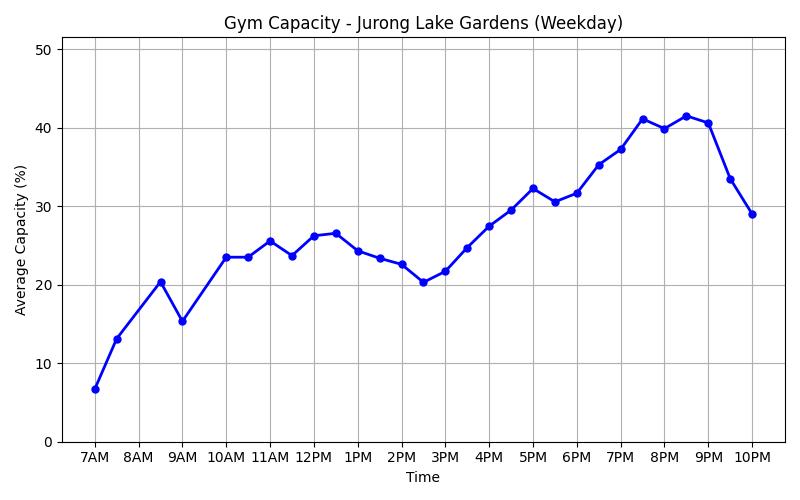 Gym Capacity - Jurong Lake Gardens (Weekday)
Average Capacity (%)
50
40
30
20
10
0
7AM 8AM 9AM 10AM 11AM 12PM 1PM 2PM 3PM 4PM 5PM 6PM 7PM 8PM 9PM 10PM
Time